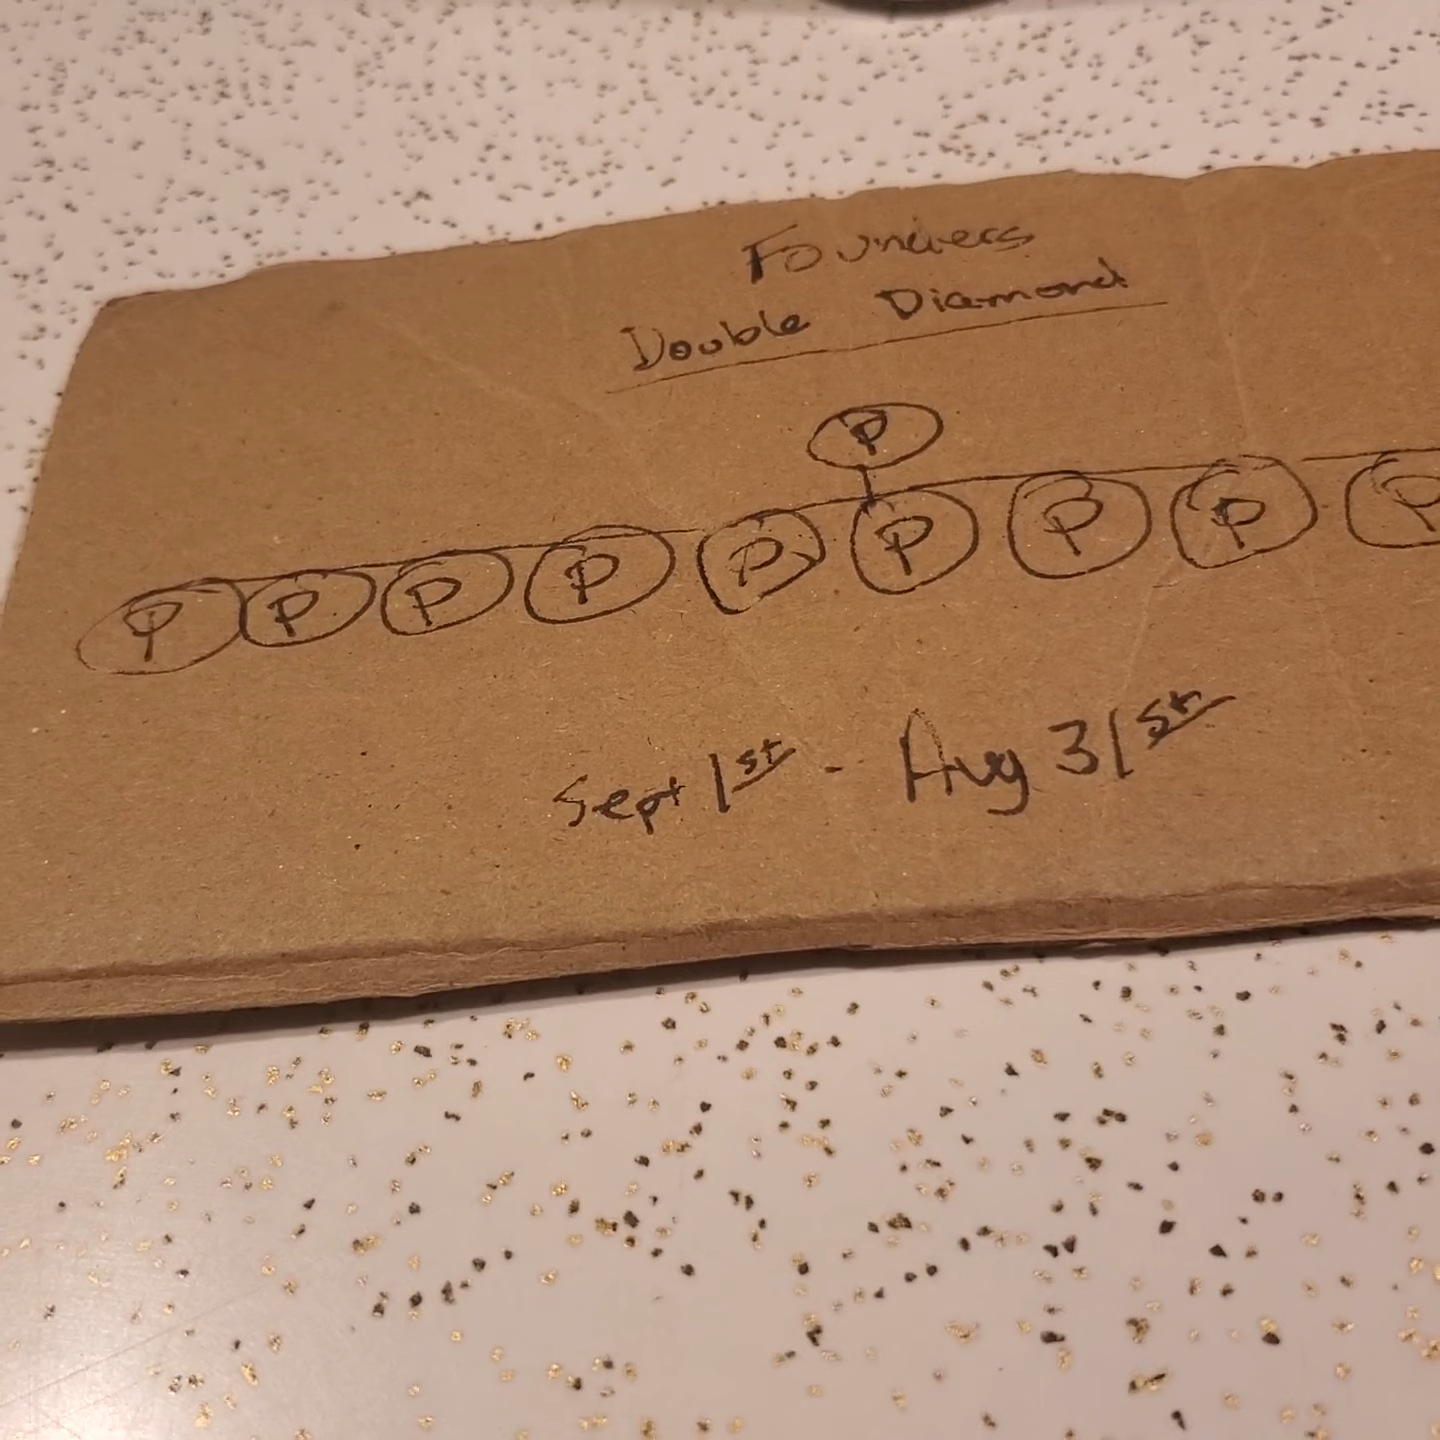 Founders
Double Diamond
P
P P P P P P P P P
Sept 1st - Aug 31st